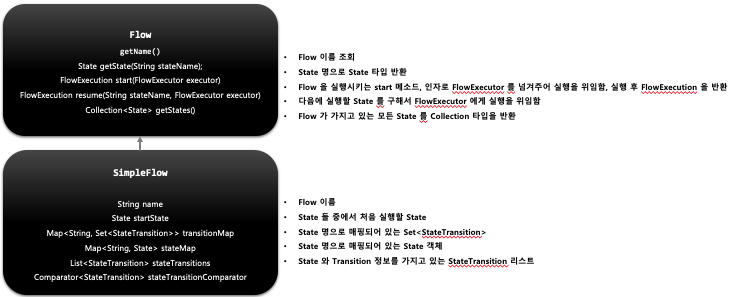 Flow
getName()
State getState(String stateName);
FlowExecution start(FlowExecutor executor)
FlowExecution resume(String stateName, FlowExecutor executor)
Collection<State> getStates()
• Flow 이름 조회
• State 명으로 State 타입 반환
• Flow 을 실행시키는 start 메소드, 인자로 FlowExecutor 를 넘겨주어 실행을 위임함, 실행 후 FlowExecution 을 반환
• 다음에 실행할 State 를 구해서 FlowExecutor 에게 실행을 위임함
• Flow 가 가지고 있는 모든 State 를 Collection 타입을 반환
SimpleFlow
String name
State startState
Map<String, Set<StateTransition>> transitionMap
Map<String, State> stateMap
List<StateTransition> stateTransitions
Comparator<StateTransition> stateTransitionComparator
• Flow 이름
• State 들 중에서 처음 실행할 State
• State 명으로 매핑되어 있는 Set<StateTransition>
• State 명으로 매핑되어 있는 State 객체
• State 와 Transition 정보를 가지고 있는 StateTransition 리스트